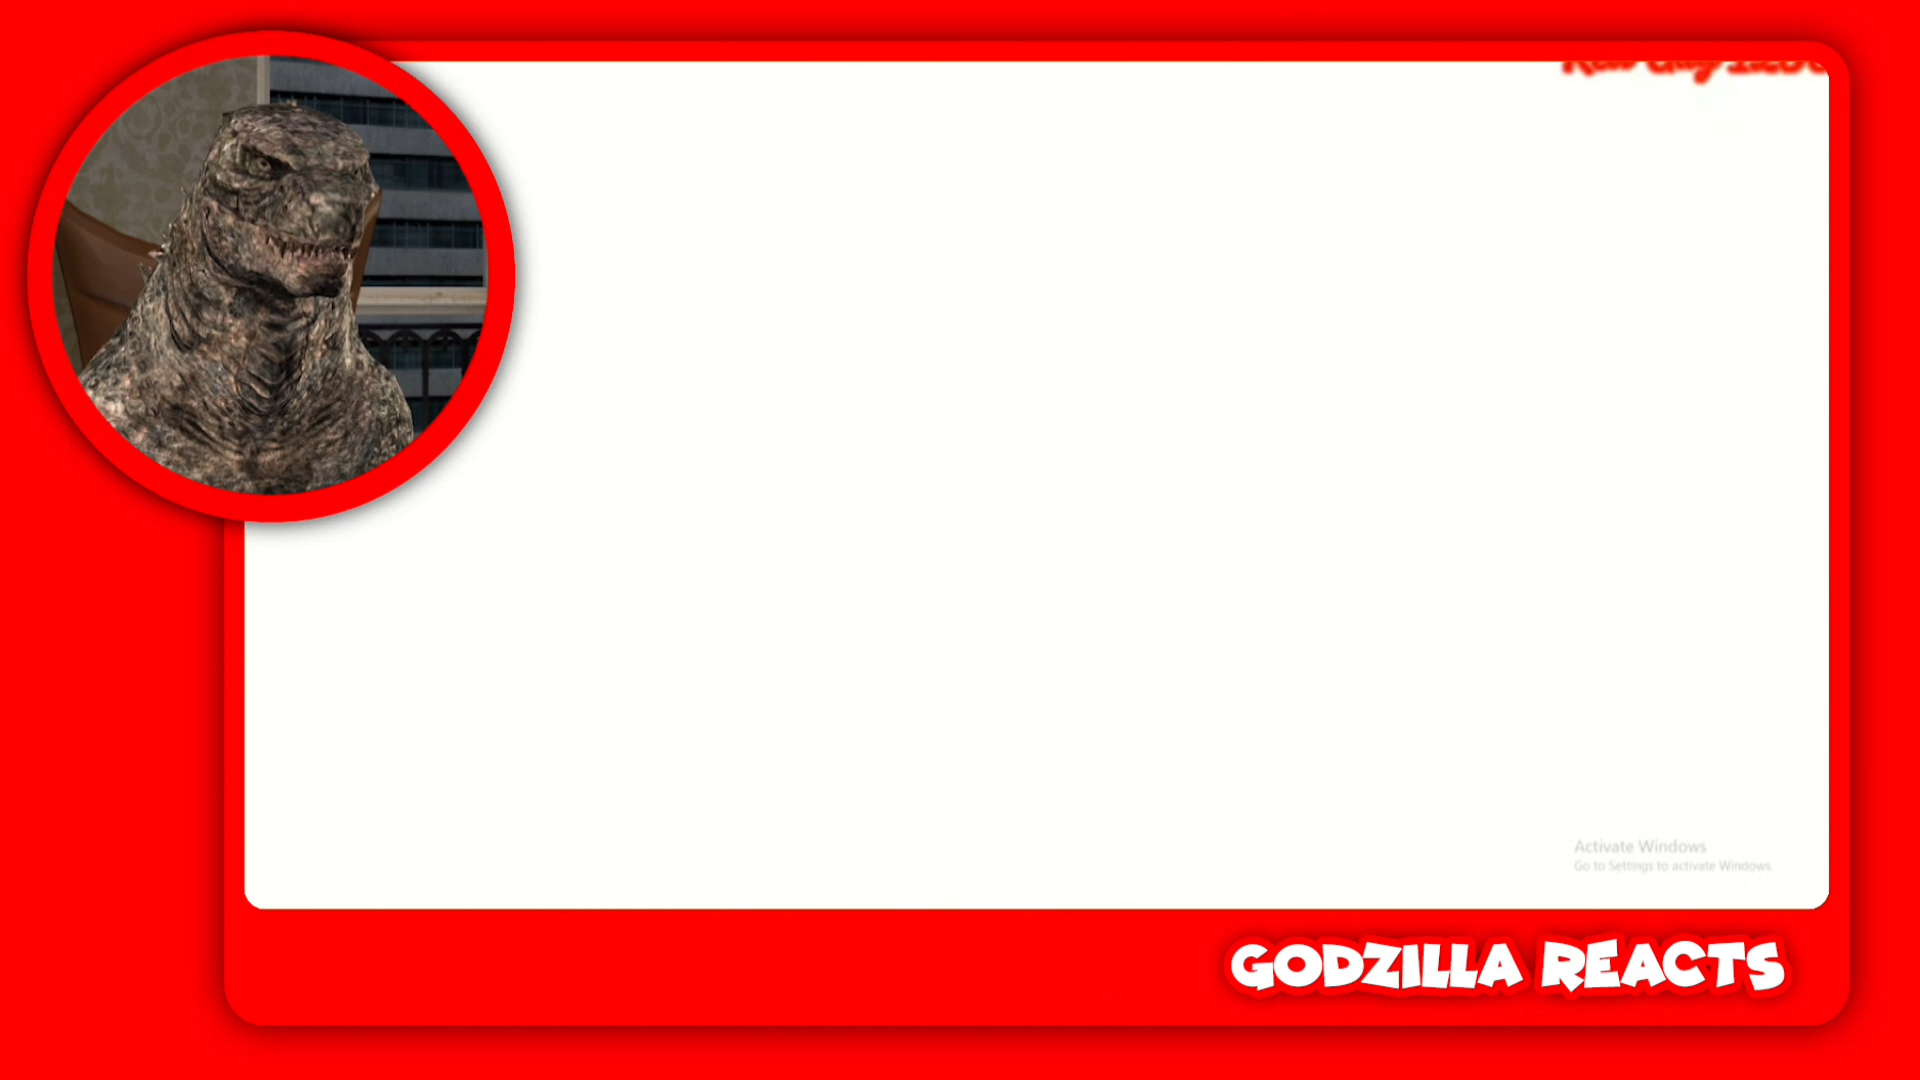 Activate Windows
Go to Settings to activate Windows.
GODZILLA REACTS